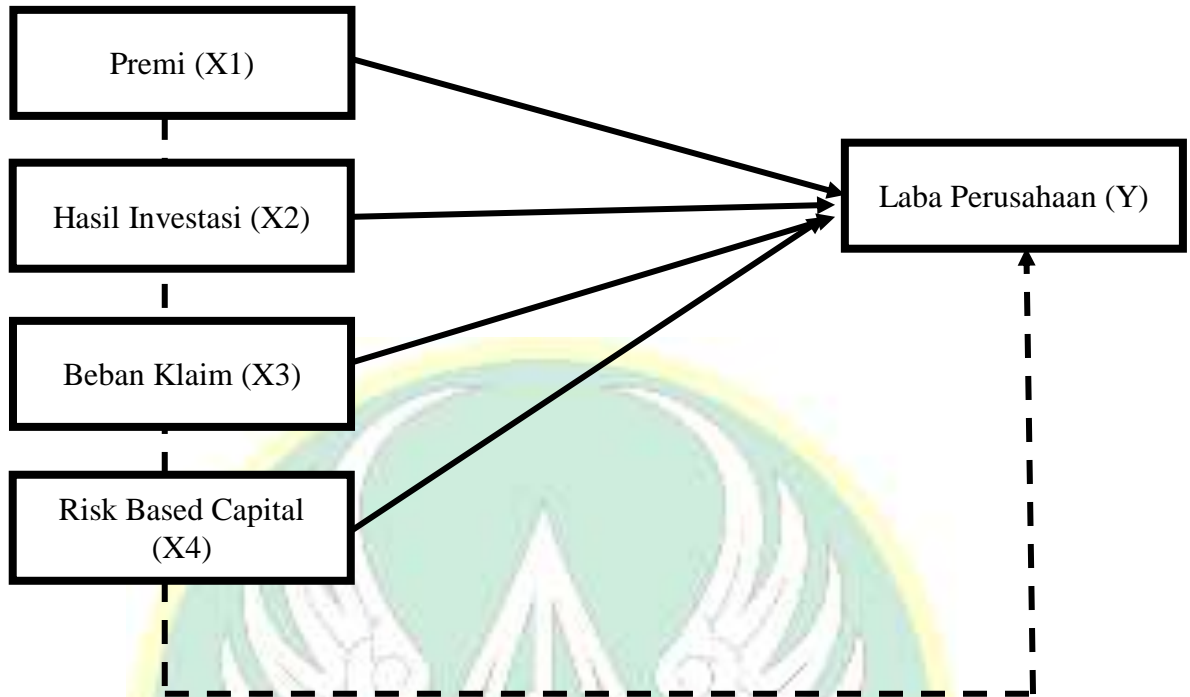 Premi (X1)
Hasil Investasi (X2)
Beban Klaim (X3)
Risk Based Capital
(X4)
Laba Perusahaan (Y)